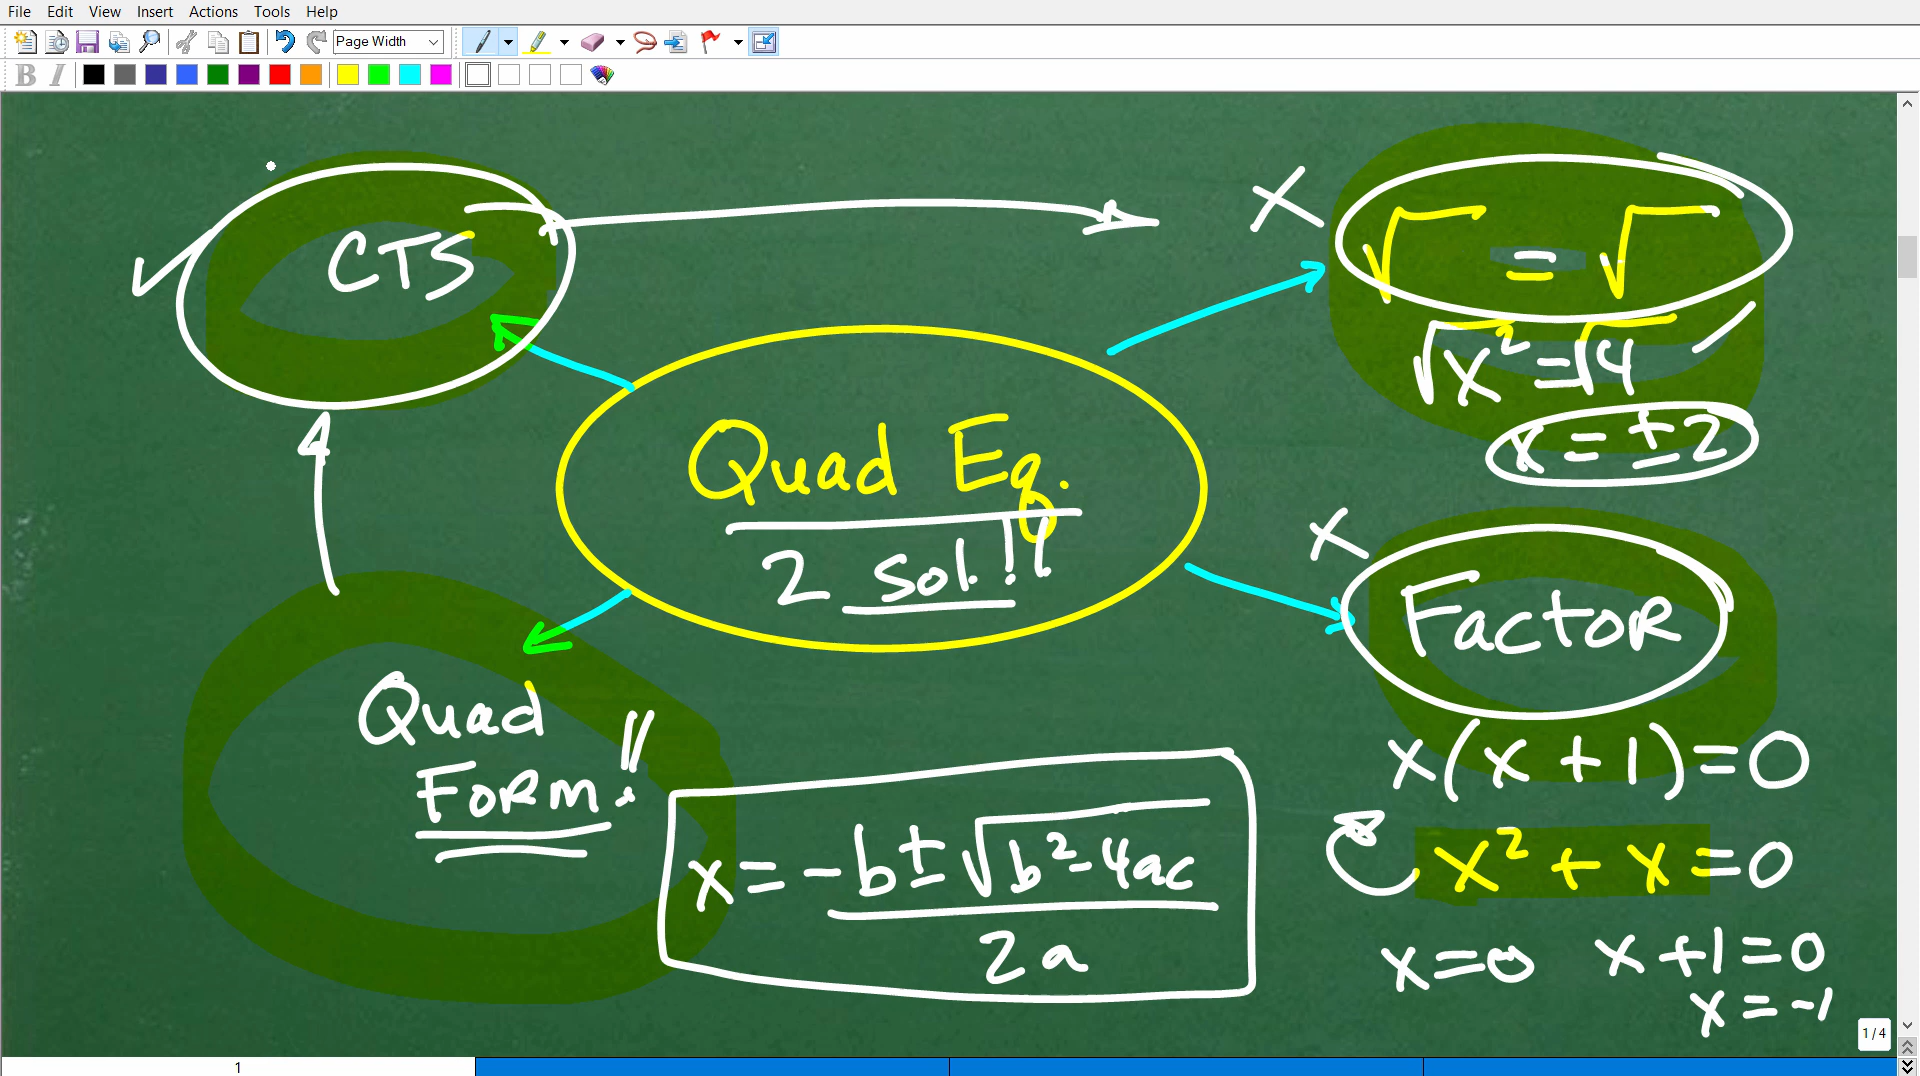 File Edit View Insert Actions Tools Help
Page Width
B I
CTS
X
√ = √
√x² = √4
x = ±2
Quad Eq.
2 sol!!
X
Factor
x(x + 1) = 0
x² + x = 0
x = 0 x + 1 = 0
x = -1
Quad
Form!!
x = -b ± √b² - 4ac
2a
1 / 4
1